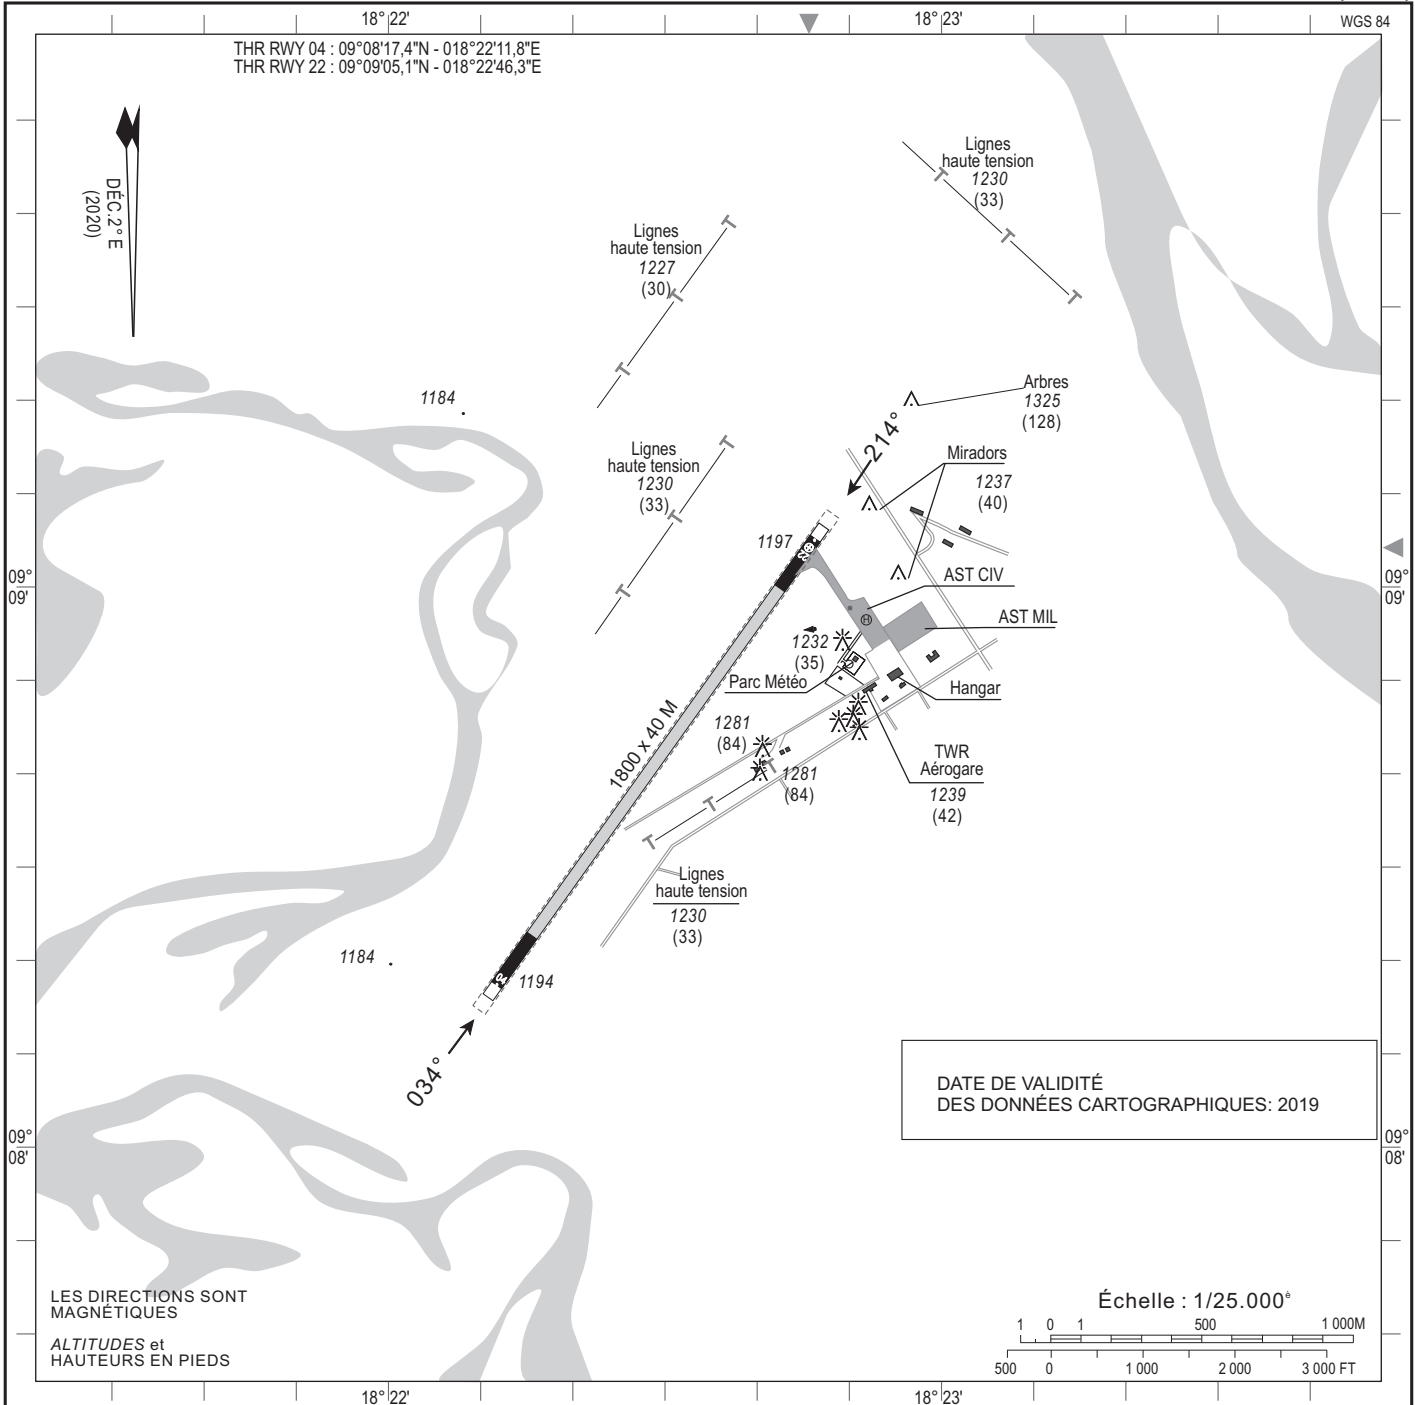 18° 22'
18° 23'
WGS 84
THR RWY 04 : 09°08'17,4"N - 018°22'11,8"E
THR RWY 22 : 09°09'05,1"N - 018°22'46,3"E
DÉC.2° E
(2020)
Lignes
haute tension
1230
(33)
Lignes
haute tension
1227
(30)
Arbres
1325
(128)
1184
214°
Lignes
haute tension
1230
(33)
Miradors
1237
(40)
1197
22
AST CIV
09°
09'
09°
09'
H
AST MIL
1232
(35)
Parc Météo
Hangar
1800 x 40 M
1281
(84)
TWR
Aérogare
1239
(42)
1281
(84)
Lignes
haute tension
1230
(33)
1184
04
1194
034°
DATE DE VALIDITÉ
DES DONNÉES CARTOGRAPHIQUES: 2019
09°
08'
09°
08'
LES DIRECTIONS SONT
MAGNÉTIQUES
ALTITUDES et
HAUTEURS EN PIEDS
Échelle : 1/25.000è
1 0 1 500 1 000M
500 0 1 000 2 000 3 000 FT
18° 22'
18° 23'